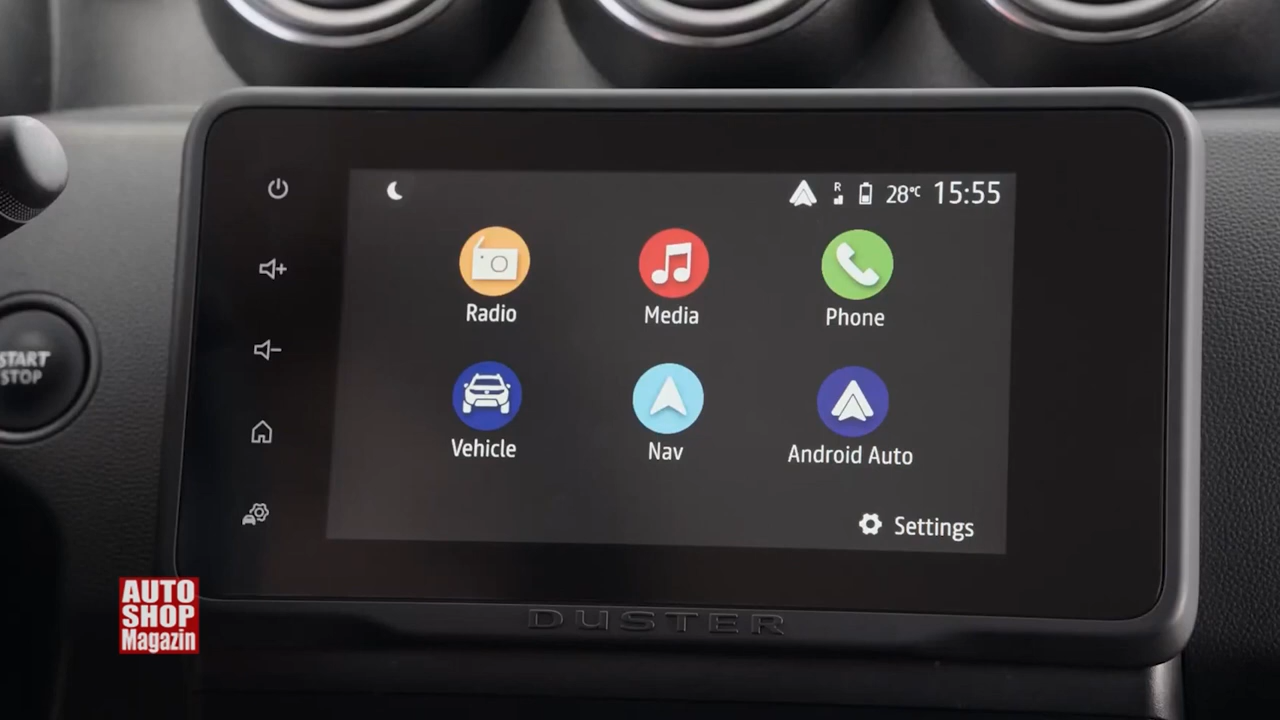 R
28°C 15:55
Radio
Media
Phone
Vehicle
Nav
Android Auto
Settings
START
STOP
DUSTER
AUTO
SHOP
Magazin